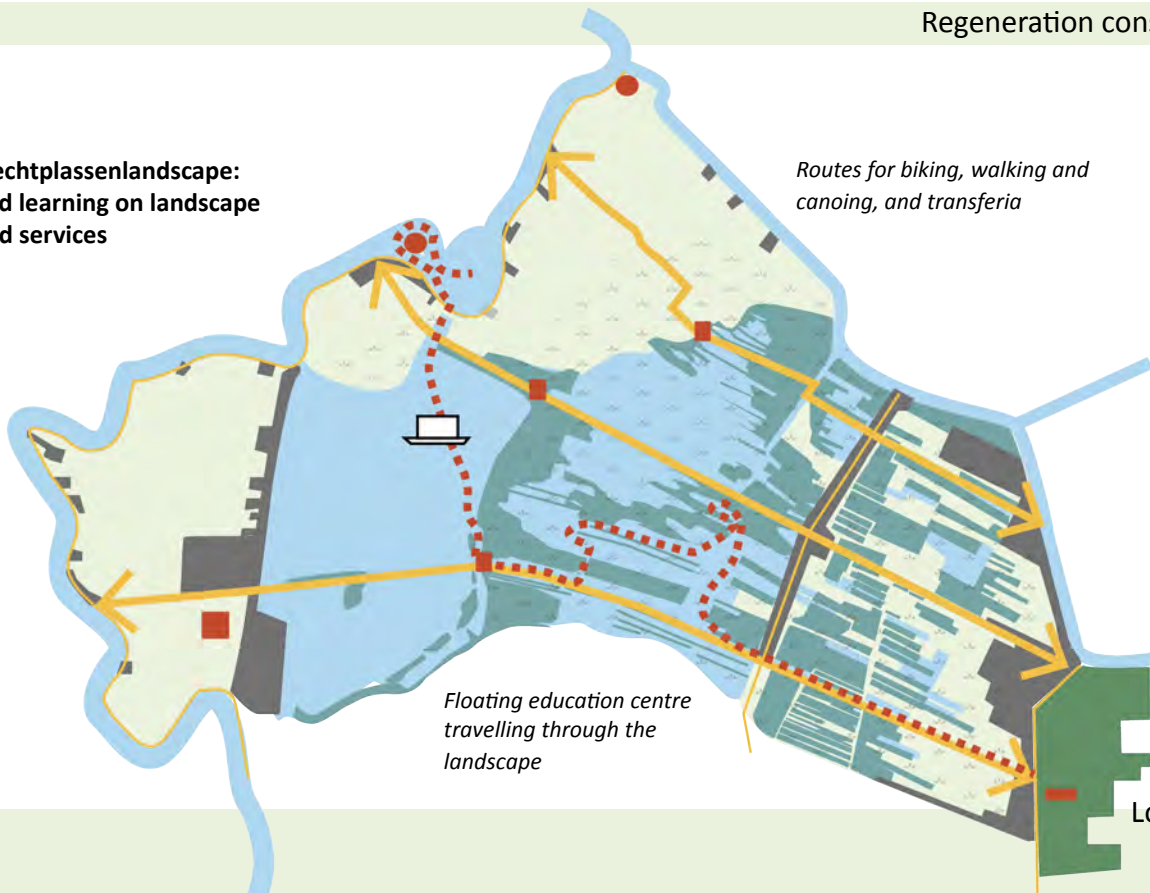 Regeneration cons
echtplassenlandscape:
d learning on landscape
d services
Routes for biking, walking and
canoing, and transferia
Floating education centre
travelling through the
landscape
Lo